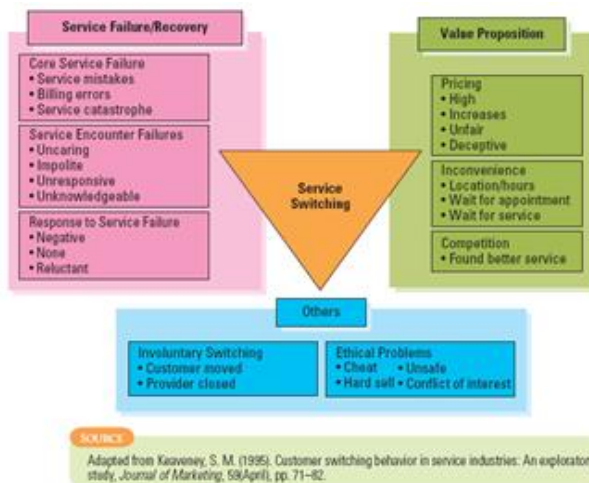 Service Failure/Recovery
Core Service Failure
• Service mistakes
• Billing errors
• Service catastrophe
Service Encounter Failures
• Uncaring
• Impolite
• Unresponsive
• Unknowledgeable
Response to Service Failure
• Negative
• None
• Reluctant
Value Proposition
Pricing
• High
• Increases
• Unfair
• Deceptive
Inconvenience
• Location/hours
• Wait for appointment
• Wait for service
Competition
• Found better service
Service
Switching
Others
Involuntary Switching
• Customer moved
• Provider closed
Ethical Problems
• Cheat • Unsafe
• Hard sell • Conflict of interest
SOURCE
Adapted from Keaveney, S. M. (1995). Customer switching behavior in service industries: An explorator
study, Journal of Marketing, 59(April), pp. 71–82.